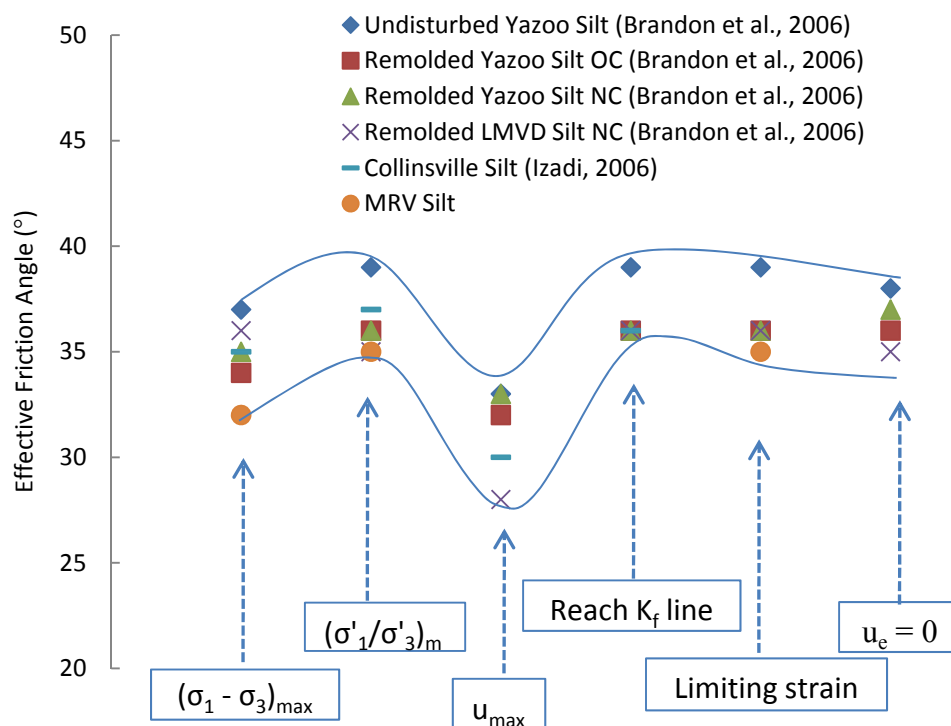 Undisturbed Yazoo Silt (Brandon et al., 2006)
Remolded Yazoo Silt OC (Brandon et al., 2006)
Remolded Yazoo Silt NC (Brandon et al., 2006)
Remolded LMVD Silt NC (Brandon et al., 2006)
Collinsville Silt (Izadi, 2006)
MRV Silt
Effective Friction Angle (°)
50
45
40
35
30
25
20
(σ₁ - σ₃)max
(σ'₁/σ'₃)m
umax
Reach Kf line
Limiting strain
ue = 0